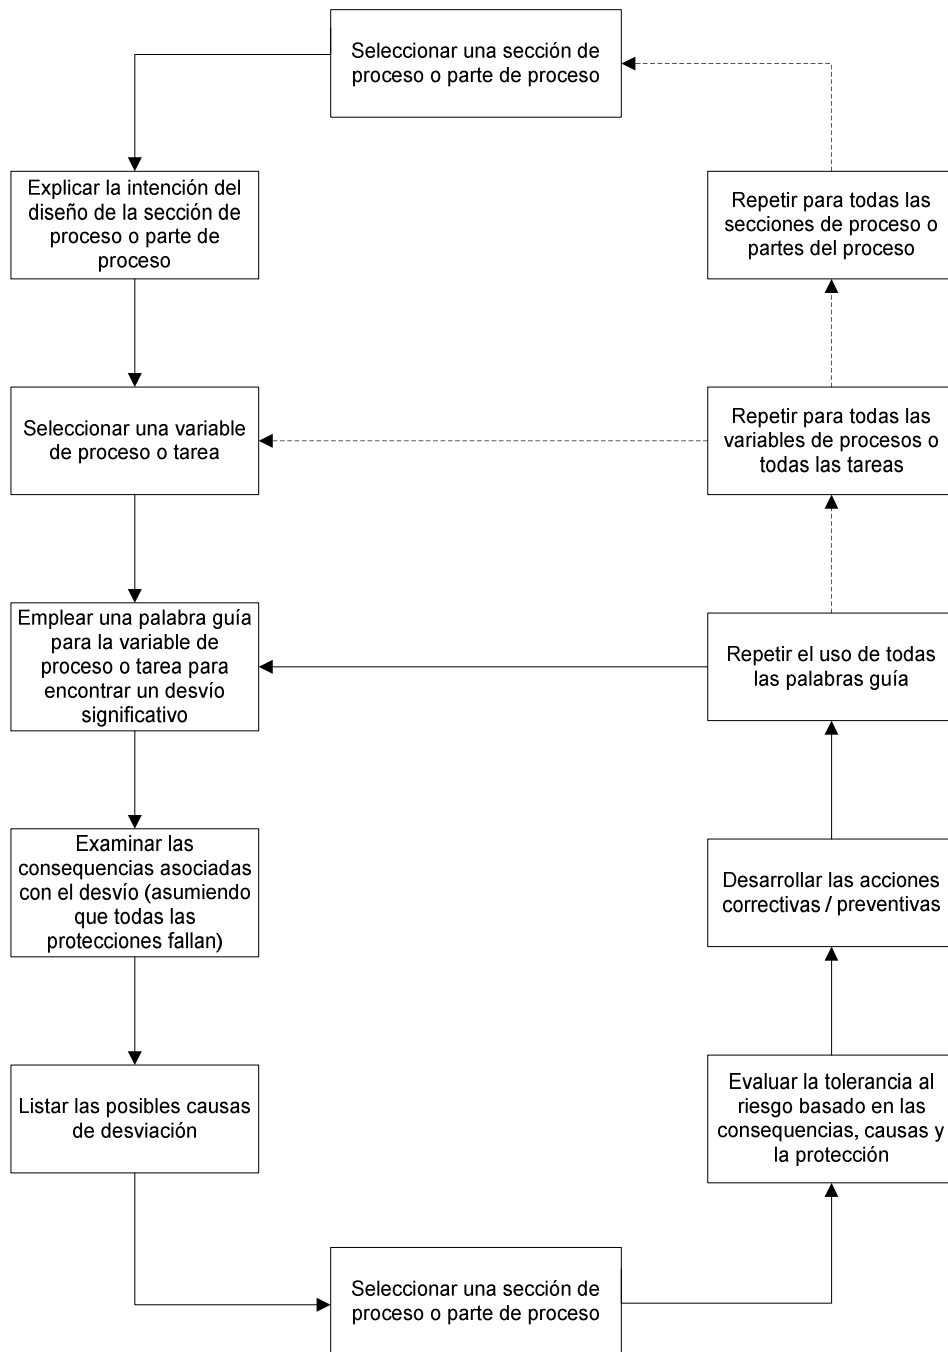 Seleccionar una sección de
proceso o parte de proceso
Explicar la intención del
diseño de la sección de
proceso o parte de
proceso
Seleccionar una variable
de proceso o tarea
Emplear una palabra guía
para la variable de
proceso o tarea para
encontrar un desvío
significativo
Examinar las
consequencias asociadas
con el desvío (asumiendo
que todas las
protecciones fallan)
Listar las posibles causas
de desviación
Seleccionar una sección de
proceso o parte de proceso
Evaluar la tolerancia al
riesgo basado en las
consequencias, causas y
la protección
Desarrollar las acciones
correctivas / preventivas
Repetir el uso de todas
las palabras guía
Repetir para todas las
variables de procesos o
todas las tareas
Repetir para todas las
secciones de proceso o
partes del proceso